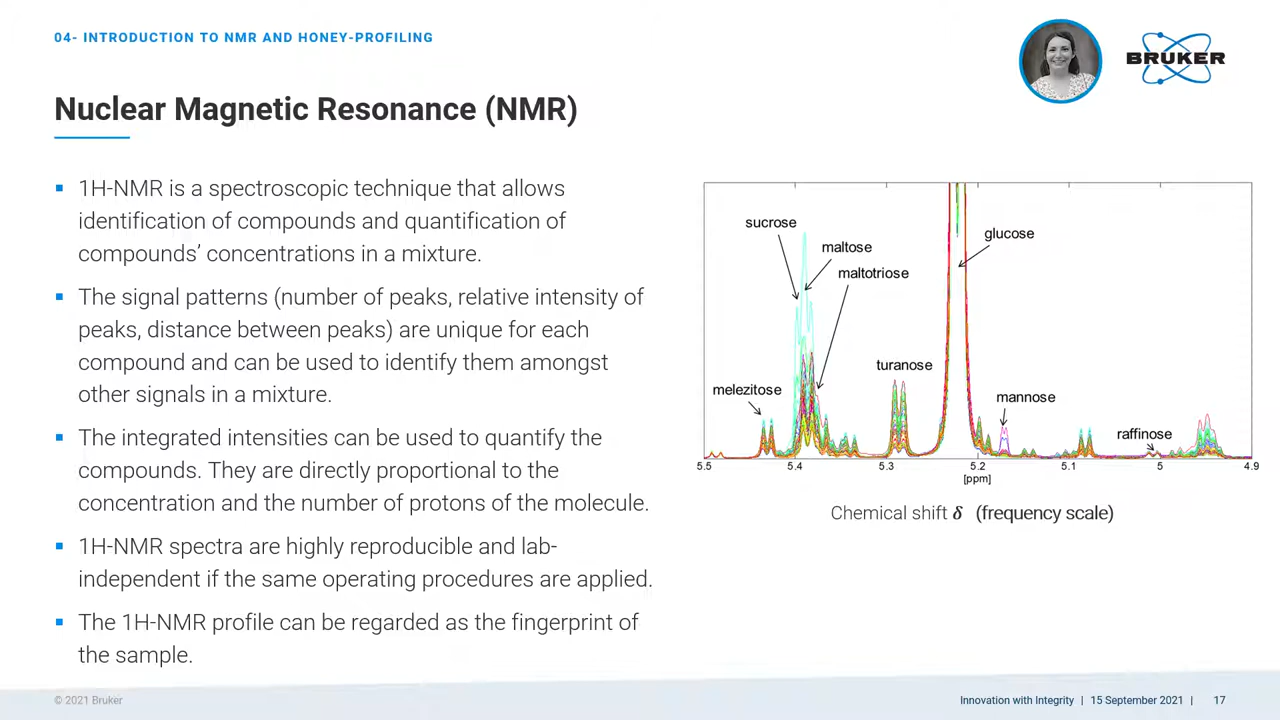 04- INTRODUCTION TO NMR AND HONEY-PROFILING
BRUKER
Nuclear Magnetic Resonance (NMR)
▪ 1H-NMR is a spectroscopic technique that allows
identification of compounds and quantification of
compounds’ concentrations in a mixture.
▪ The signal patterns (number of peaks, relative intensity of
peaks, distance between peaks) are unique for each
compound and can be used to identify them amongst
other signals in a mixture.
▪ The integrated intensities can be used to quantify the
compounds. They are directly proportional to the
concentration and the number of protons of the molecule.
▪ 1H-NMR spectra are highly reproducible and lab-
independent if the same operating procedures are applied.
▪ The 1H-NMR profile can be regarded as the fingerprint of
the sample.
sucrose
maltose
maltotriose
glucose
turanose
melezitose
mannose
raffinose
5.5 5.4 5.3 5.2 5.1 5 4.9
[ppm]
Chemical shift δ (frequency scale)
© 2021 Bruker
Innovation with Integrity | 15 September 2021 | 17